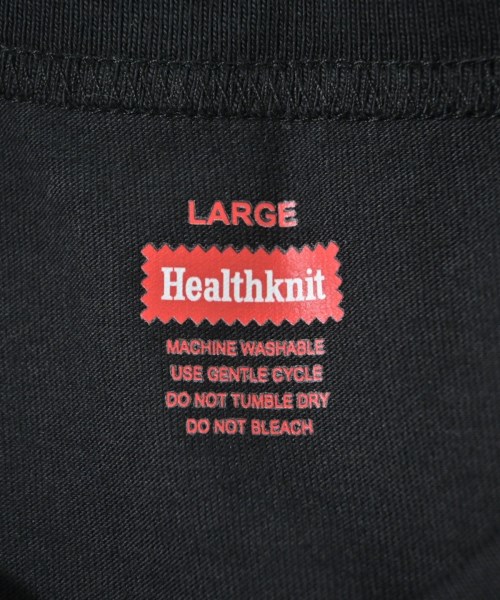 LARGE
Healthknit
MACHINE WASHABLE
USE GENTLE CYCLE
DO NOT TUMBLE DRY
DO NOT BLEACH